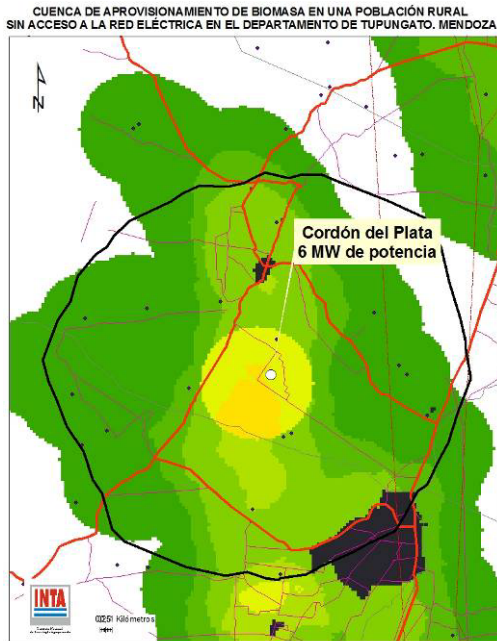 CUENCA DE APROVISIONAMIENTO DE BIOMASA EN UNA POBLACIÓN RURAL
SIN ACCESO A LA RED ELÉCTRICA EN EL DEPARTAMENTO DE TUPUNGATO. MENDOZA
N
Cordón del Plata
6 MW de potencia
INTA
Kilómetros